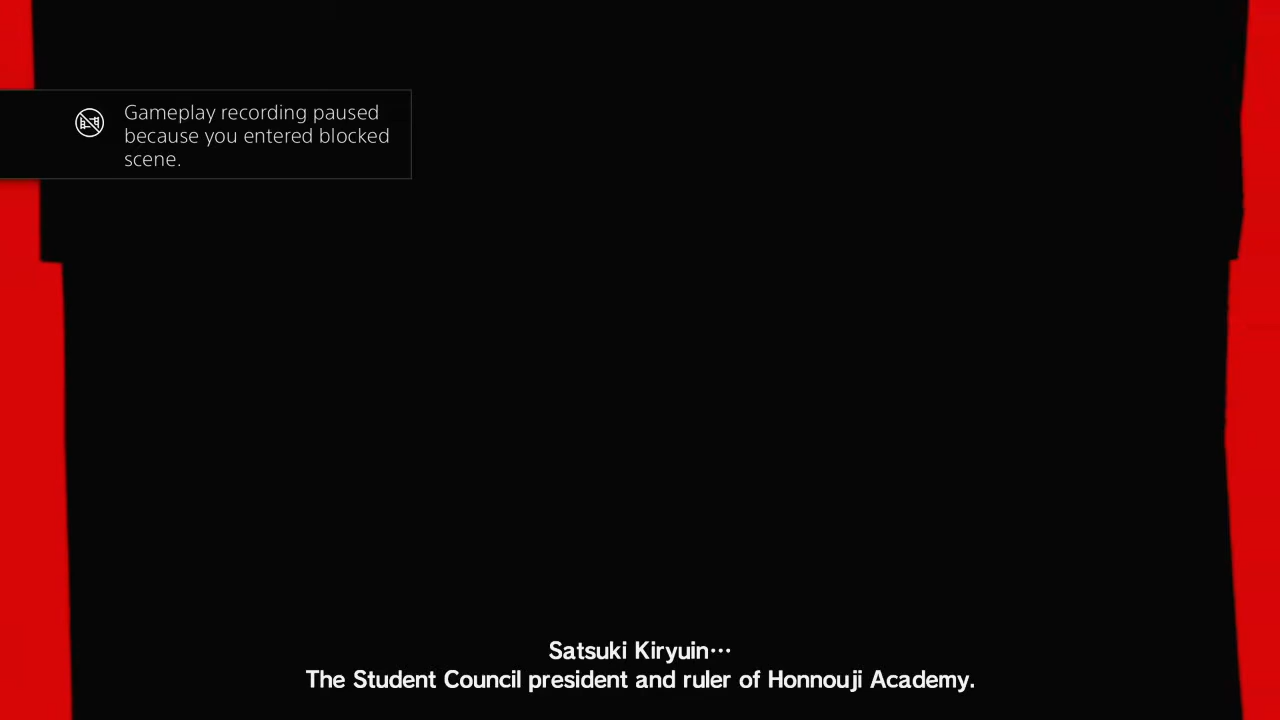 Gameplay recording paused
because you entered blocked
scene.
Satsuki Kiryuin…
The Student Council president and ruler of Honnouji Academy.